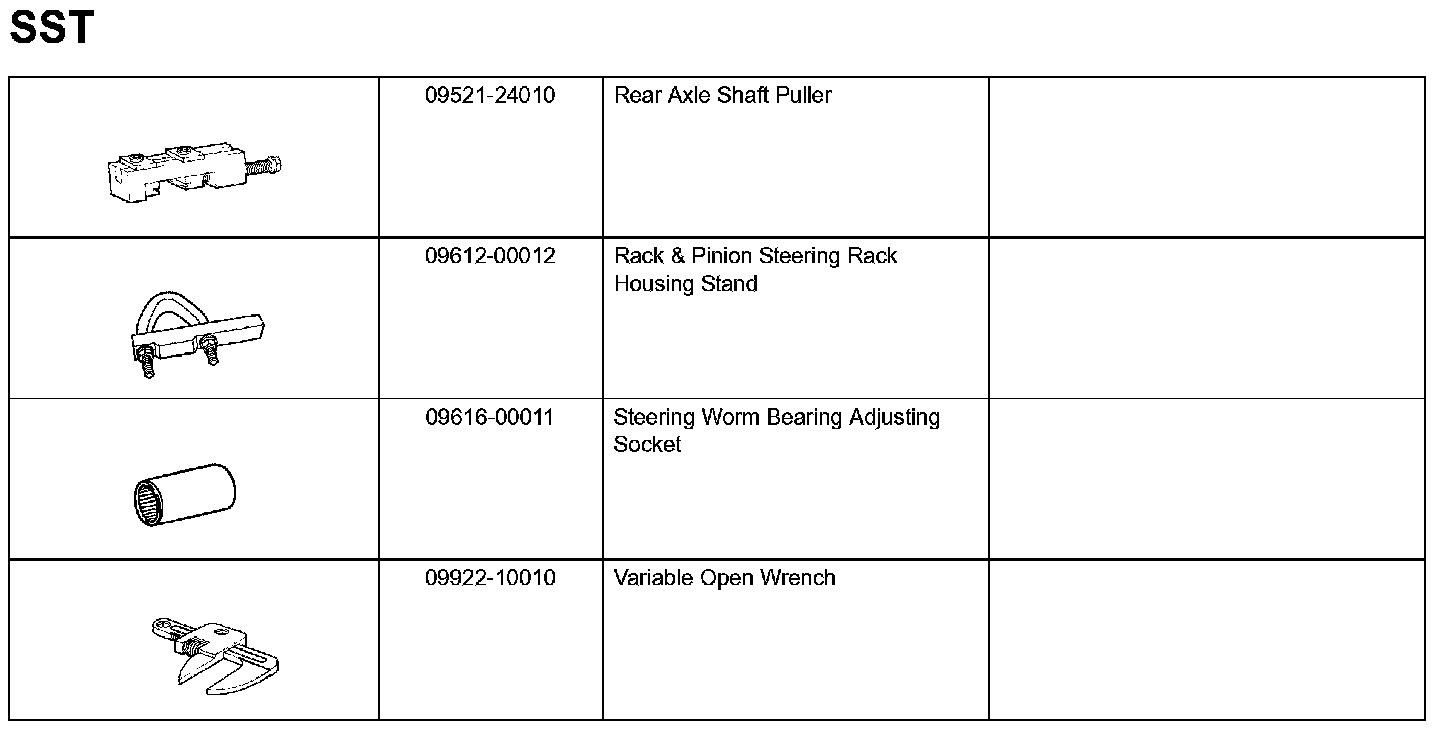 SST
09521-24010 Rear Axle Shaft Puller
09612-00012 Rack & Pinion Steering Rack
Housing Stand
09616-00011 Steering Worm Bearing Adjusting
Socket
09922-10010 Variable Open Wrench